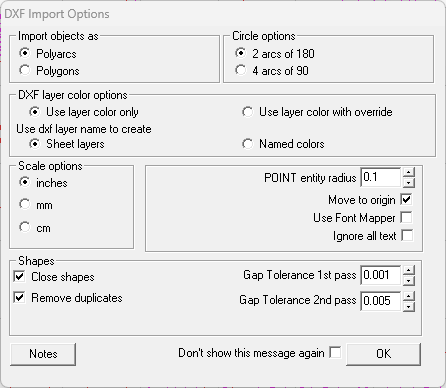 DXF Import Options
Import objects as
Polyarcs
Polygons
Circle options
2 arcs of 180
4 arcs of 90
DXF layer color options
Use layer color only
Use layer color with override
Use dxf layer name to create
Sheet layers
Named colors
Scale options
inches
mm
cm
POINT entity radius 0.1
Move to origin
Use Font Mapper
Ignore all text
Shapes
Close shapes
Remove duplicates
Gap Tolerance 1st pass 0.001
Gap Tolerance 2nd pass 0.005
Notes
Don't show this message again
OK